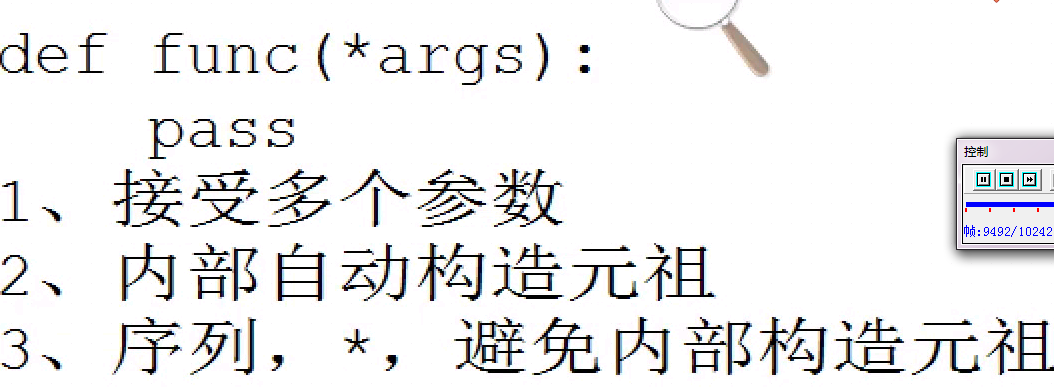 def func(*args):
pass
1、接受多个参数
2、内部自动构造元祖
3、序列，*，避免内部构造元祖
控制
帧:9492/10242